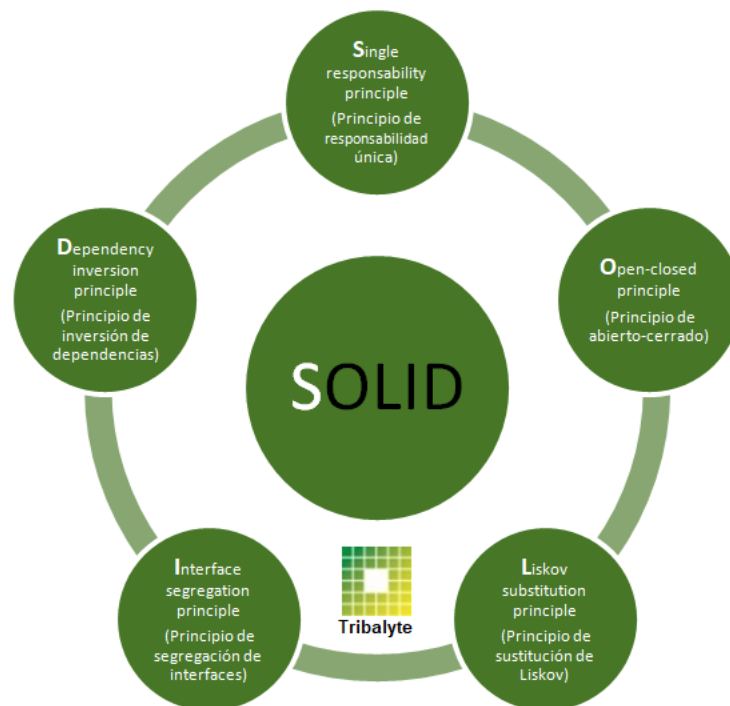 Single
responsability
principle
(Principio de
responsabilidad
única)
Dependency
inversion
principle
(Principio de
inversión de
dependencias)
Open-closed
principle
(Principio de
abierto-cerrado)
SOLID
Interface
segregation
principle
(Principio de
segregación de
interfaces)
Tribalyte
Liskov
substitution
principle
(Principio de
sustitución de
Liskov)